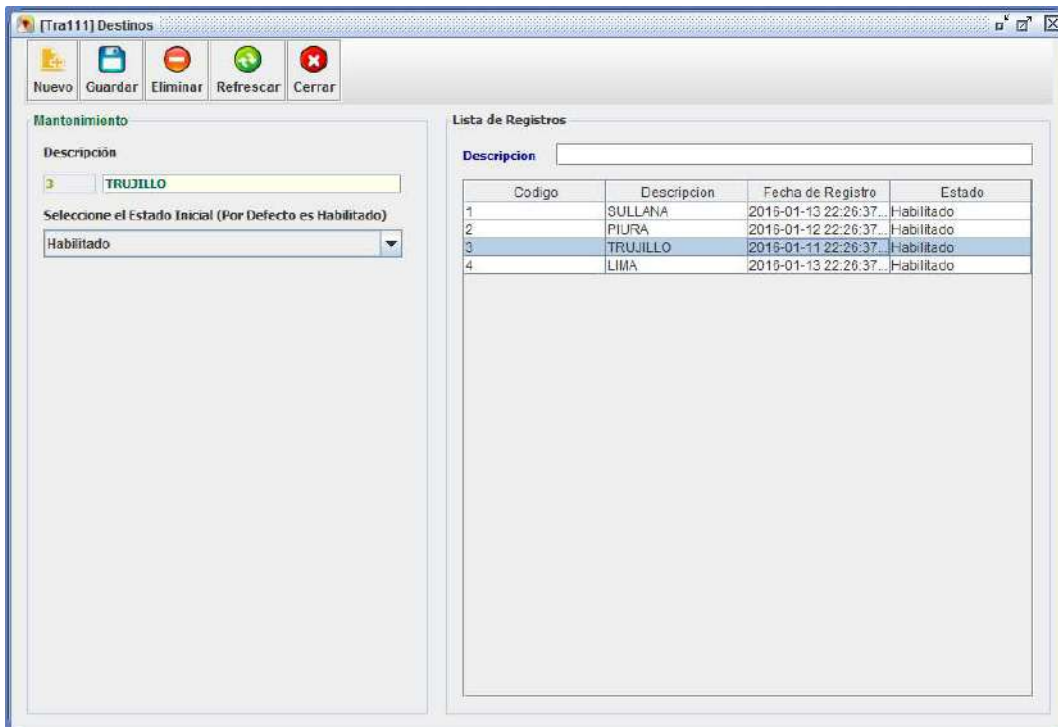 [Tra111] Destinos
Nuevo Guardar Eliminar Refrescar Cerrar
Mantenimiento
Descripción
3 TRUJILLO
Seleccione el Estado Inicial (Por Defecto es Habilitado)
Habilitado
Lista de Registros
Descripcion
Codigo Descripcion Fecha de Registro Estado
1 SULLANA 2016-01-13 22:26:37... Habilitado
2 PIURA 2016-01-12 22:26:37... Habilitado
3 TRUJILLO 2016-01-11 22:26:37... Habilitado
4 LIMA 2016-01-13 22:26:37... Habilitado